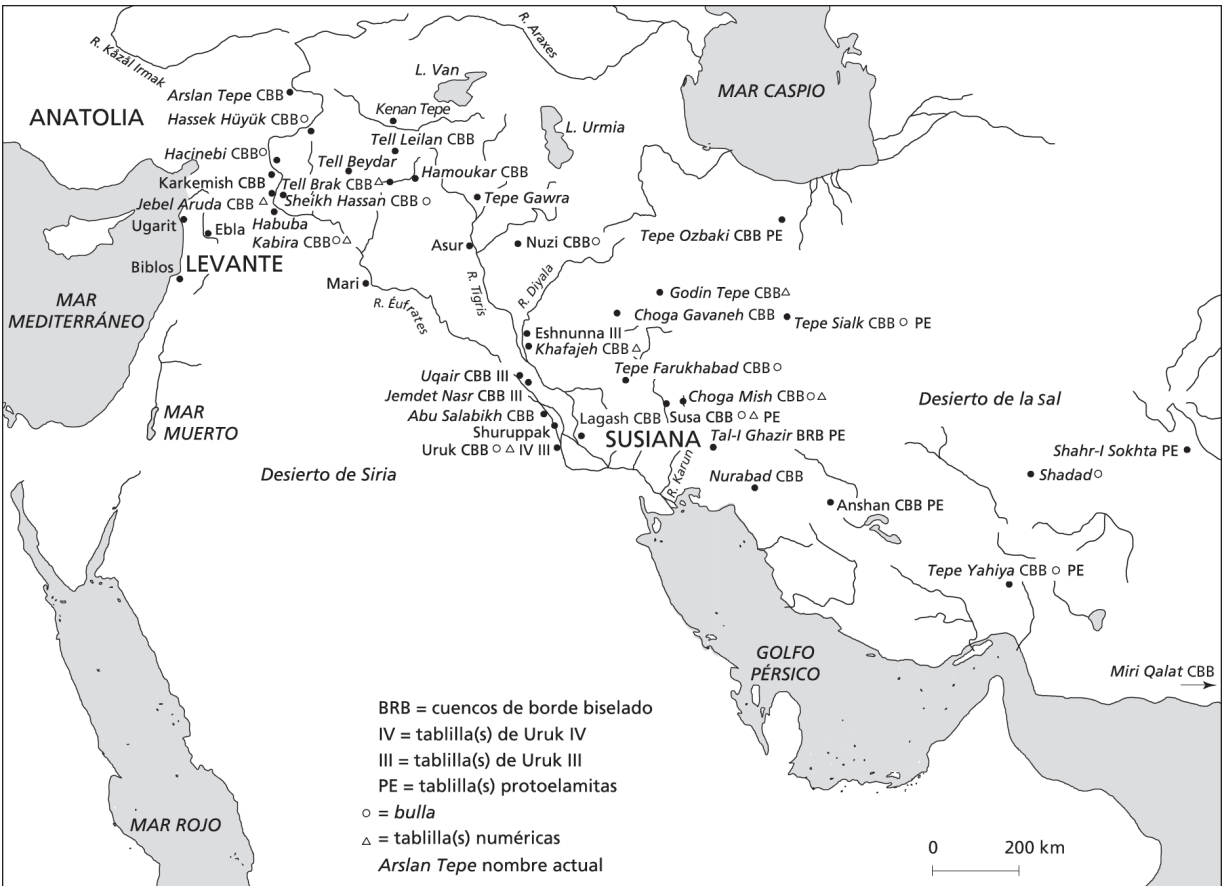 R. Kâzâl Irmak
R. Araxes
L. Van
MAR CASPIO
Arslan Tepe CBB
ANATOLIA
Hassek Hüyük CBB○
Kenan Tepe
L. Urmia
Tell Leilan CBB
Hacinebi CBB○
Tell Beydar
Hamoukar CBB
Karkemish CBB
Tell Brak CBB△
Jebel Aruda CBB △
Sheikh Hassan CBB ○
Tepe Gawra
Ugarit
Ebla
Habuba
Kabira CBB○△
Asur
Nuzi CBB○
Tepe Ozbaki CBB PE
Biblos
LEVANTE
Mari
R. Éufrates
R. Tigris
R. Diyala
Godin Tepe CBB△
MAR
MEDITERRÁNEO
Choga Gavaneh CBB
Tepe Sialk CBB ○ PE
Eshnunna III
Khafajeh CBB △
Tepe Farukhabad CBB ○
Uqair CBB III
Jemdet Nasr CBB III
Choga Mish CBB○△
Desierto de la sal
MAR
MUERTO
Abu Salabikh CBB
Lagash CBB
Susa CBB ○ △ PE
Shuruppak
SUSIANA
Tal-I Ghazir BRB PE
Uruk CBB ○ △ IV III
Shahr-I Sokhta PE
Desierto de Siria
R. Karun
Nurabad CBB
Shadad○
Anshan CBB PE
Tepe Yahiya CBB ○ PE
GOLFO
PÉRSICO
Miri Qalat CBB
BRB = cuencos de borde biselado
IV = tablilla(s) de Uruk IV
III = tablilla(s) de Uruk III
PE = tablilla(s) protoelamitas
○ = bulla
△ = tablilla(s) numéricas
Arslan Tepe nombre actual
MAR ROJO
0 200 km